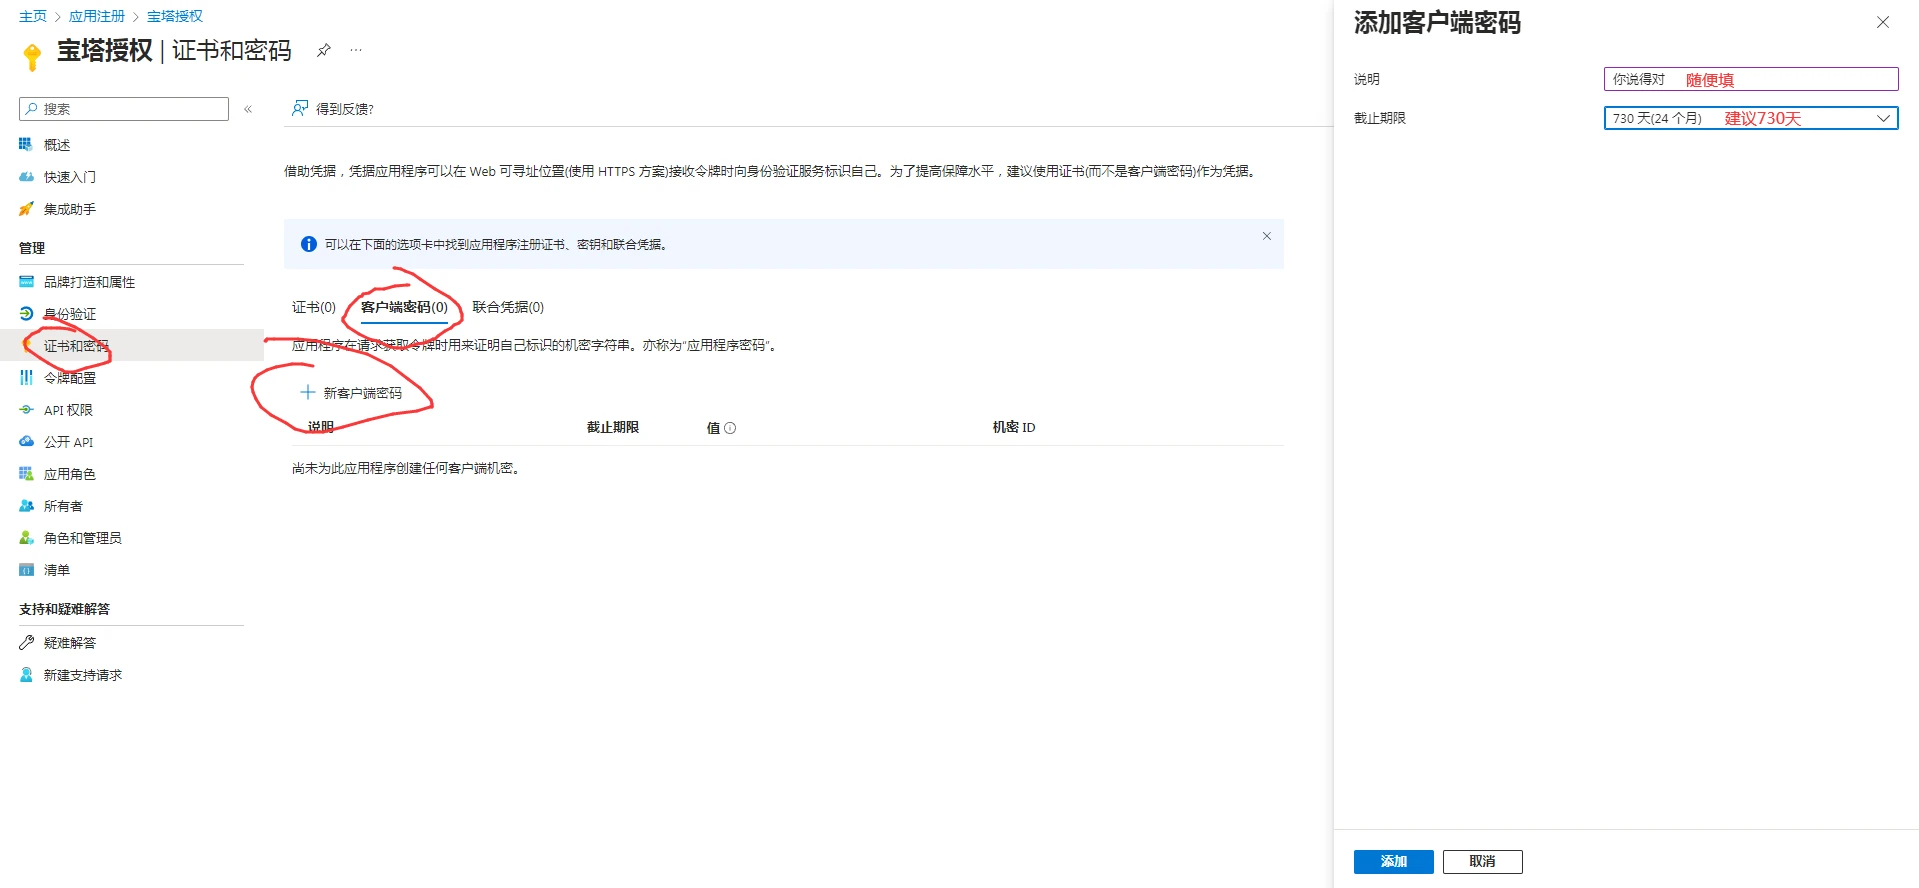 主页 > 应用注册 > 宝塔授权
宝塔授权 | 证书和密码
搜索
概述
快速入门
集成助手
管理
品牌打造和属性
身份验证
证书和密码
令牌配置
API 权限
公开 API
应用角色
所有者
角色和管理员
清单
支持和疑难解答
疑难解答
新建支持请求
得到反馈?
借助凭据，凭据应用程序可以在 Web 可寻址位置(使用 HTTPS 方案)接收令牌时向身份验证服务标识自己。为了提高保障水平，建议使用证书(而不是客户端密码)作为凭据。
可以在下面的选项卡中找到应用程序注册证书、密钥和联合凭据。
证书(0) 客户端密码(0) 联合凭据(0)
应用程序在请求获取令牌时用来证明自己标识的机密字符串。亦称为"应用程序密码"。
新客户端密码
说明 截止期限 值 机密 ID
尚未为此应用程序创建任何客户端机密。
添加客户端密码
说明 你说得对 随便填
截止期限 730 天(24 个月) 建议730天
添加 取消